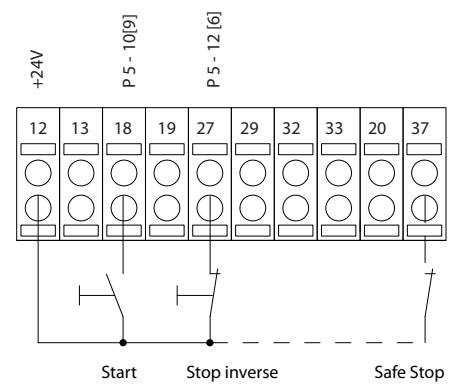 +24V
P 5 - 10[9]
P 5 - 12 [6]
12 13 18 19 27 29 32 33 20 37
Start Stop inverse Safe Stop